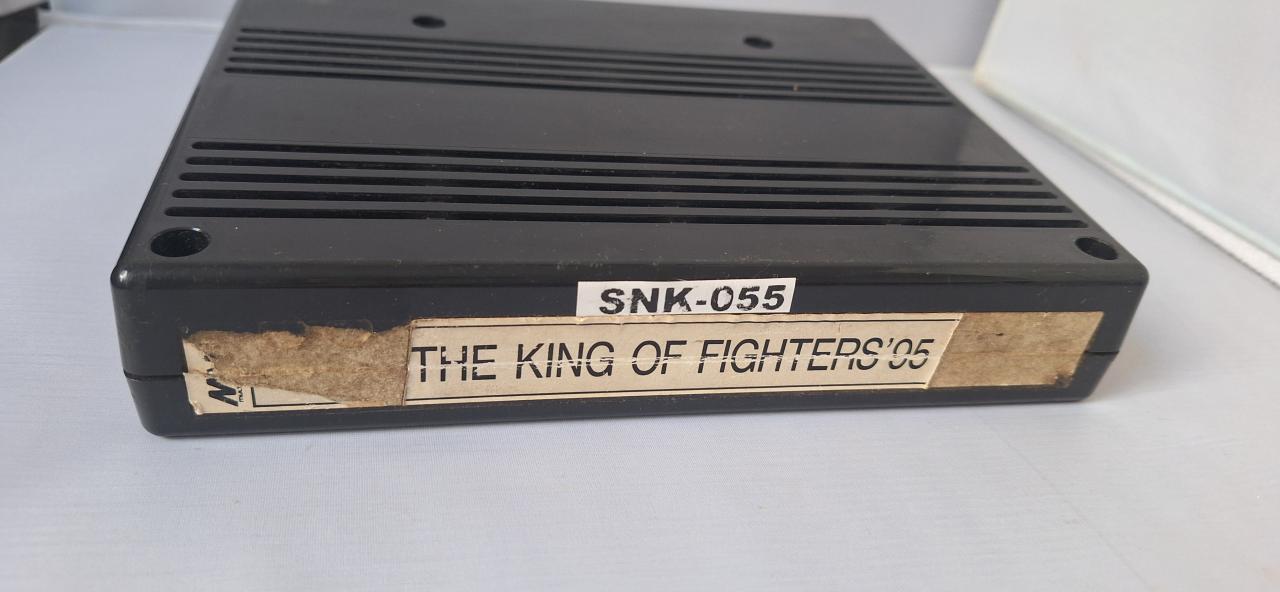 SNK-055
THE KING OF FIGHTERS'95